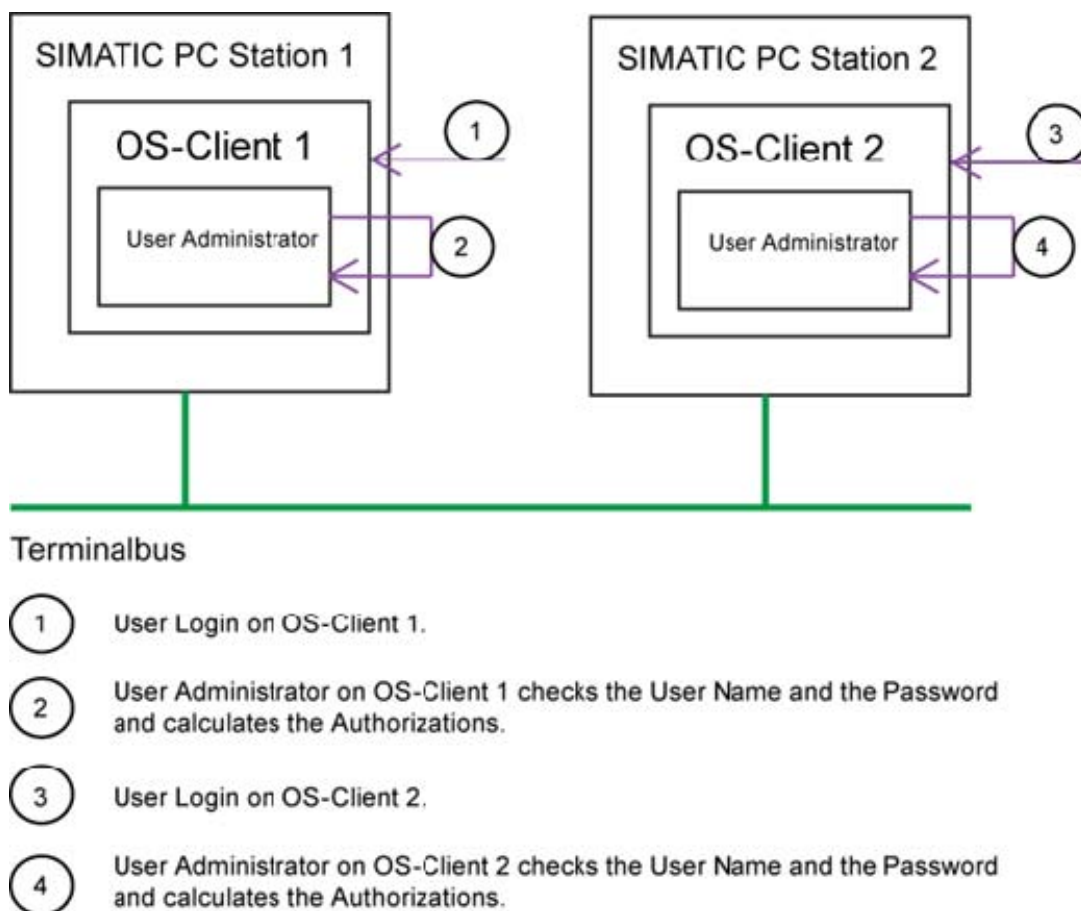 SIMATIC PC Station 1
OS-Client 1
User Administrator
1
2
SIMATIC PC Station 2
OS-Client 2
User Administrator
3
4
Terminalbus
1 User Login on OS-Client 1.
2 User Administrator on OS-Client 1 checks the User Name and the Password
and calculates the Authorizations.
3 User Login on OS-Client 2.
4 User Administrator on OS-Client 2 checks the User Name and the Password
and calculates the Authorizations.